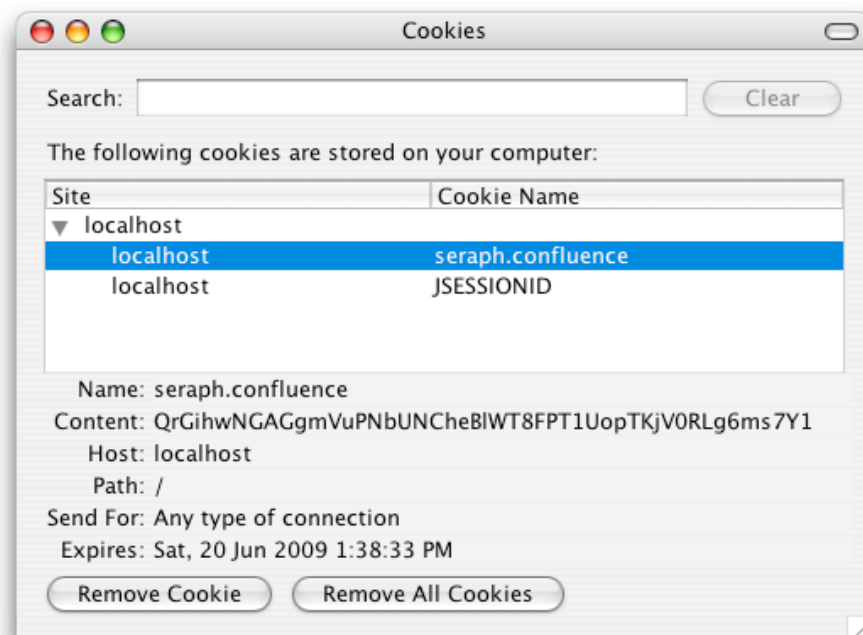 Cookies
Search: Clear
The following cookies are stored on your computer:
Site Cookie Name
localhost
localhost seraph.confluence
localhost JSESSIONID
Name: seraph.confluence
Content: QrGihwNGAGgmVuPNbUNCheBlWT8FPT1UopTKjV0RLg6ms7Y1
Host: localhost
Path: /
Send For: Any type of connection
Expires: Sat, 20 Jun 2009 1:38:33 PM
Remove Cookie Remove All Cookies